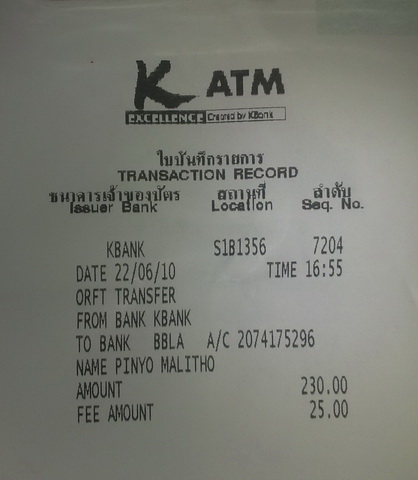 K ATM
EXCELLENCE Created by KBank
ใบบันทึกรายการ
TRANSACTION RECORD
ธนาคารเจ้าของบัตร สถานที่ ลำดับ
Issuer Bank Location Seq. No.
KBANK S1B1356 7204
DATE 22/06/10 TIME 16:55
ORFT TRANSFER
FROM BANK KBANK
TO BANK BBLA A/C 2074175296
NAME PINYO MALITHO
AMOUNT 230.00
FEE AMOUNT 25.00